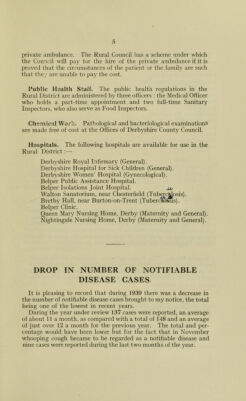 5
private ambulance. The Rural Council has a scheme under which
the Council will pay for the hire of the private ambulance if it is
proved that the circumstances of the patient or the family are such
that they are unable to pay the cost.
Public Health Staff. The public health regulations in the
Rural District are administered by three officers : the Medical Officer
who holds a part-time appointment and two full-time Sanitary
Inspectors, who also serve as Food Inspectors.
Chemical Work. Pathological and bacteriological examinations
are made free of cost at the Offices of Derbyshire County Council.
Hospitals. The following hospitals are available for use in the
Rural District :—
Derbyshire Royal Infirmary (General).
Derbyshire Hospital for Sick Children (General).
Derbyshire Women' Hospital (Gynecological).
Belper Public Assistance Hospital.
Belper Isolations Joint Hospital.
Walton Sanatorium, near Chesterfield (Tuberculosis).
Bretby Hall, near Burton-on-Trent (Tuberculosis).
Belper Clinic.
Queen Mary Nursing Home, Derby (Maternity and General).
Nightingale Nursing Home, Derby (Maternity and General).
DROP IN NUMBER OF NOTIFIABLE
DISEASE CASES
It is pleasing to record that during 1939 there was a decrease in
the number of notifiable disease cases brought to my notice, the total
being one of the lowest in recent years.
During the year under review 137 cases were reported, an average
of about 11 a month, as compared with a total of 148 and an average
of just over 12 a month for the previous year. The total and per-
centage would have been lower but for the fact that in November
whooping cough became to be regarded as a notifiable disease and
nine cases were reported during the last two months of the year.